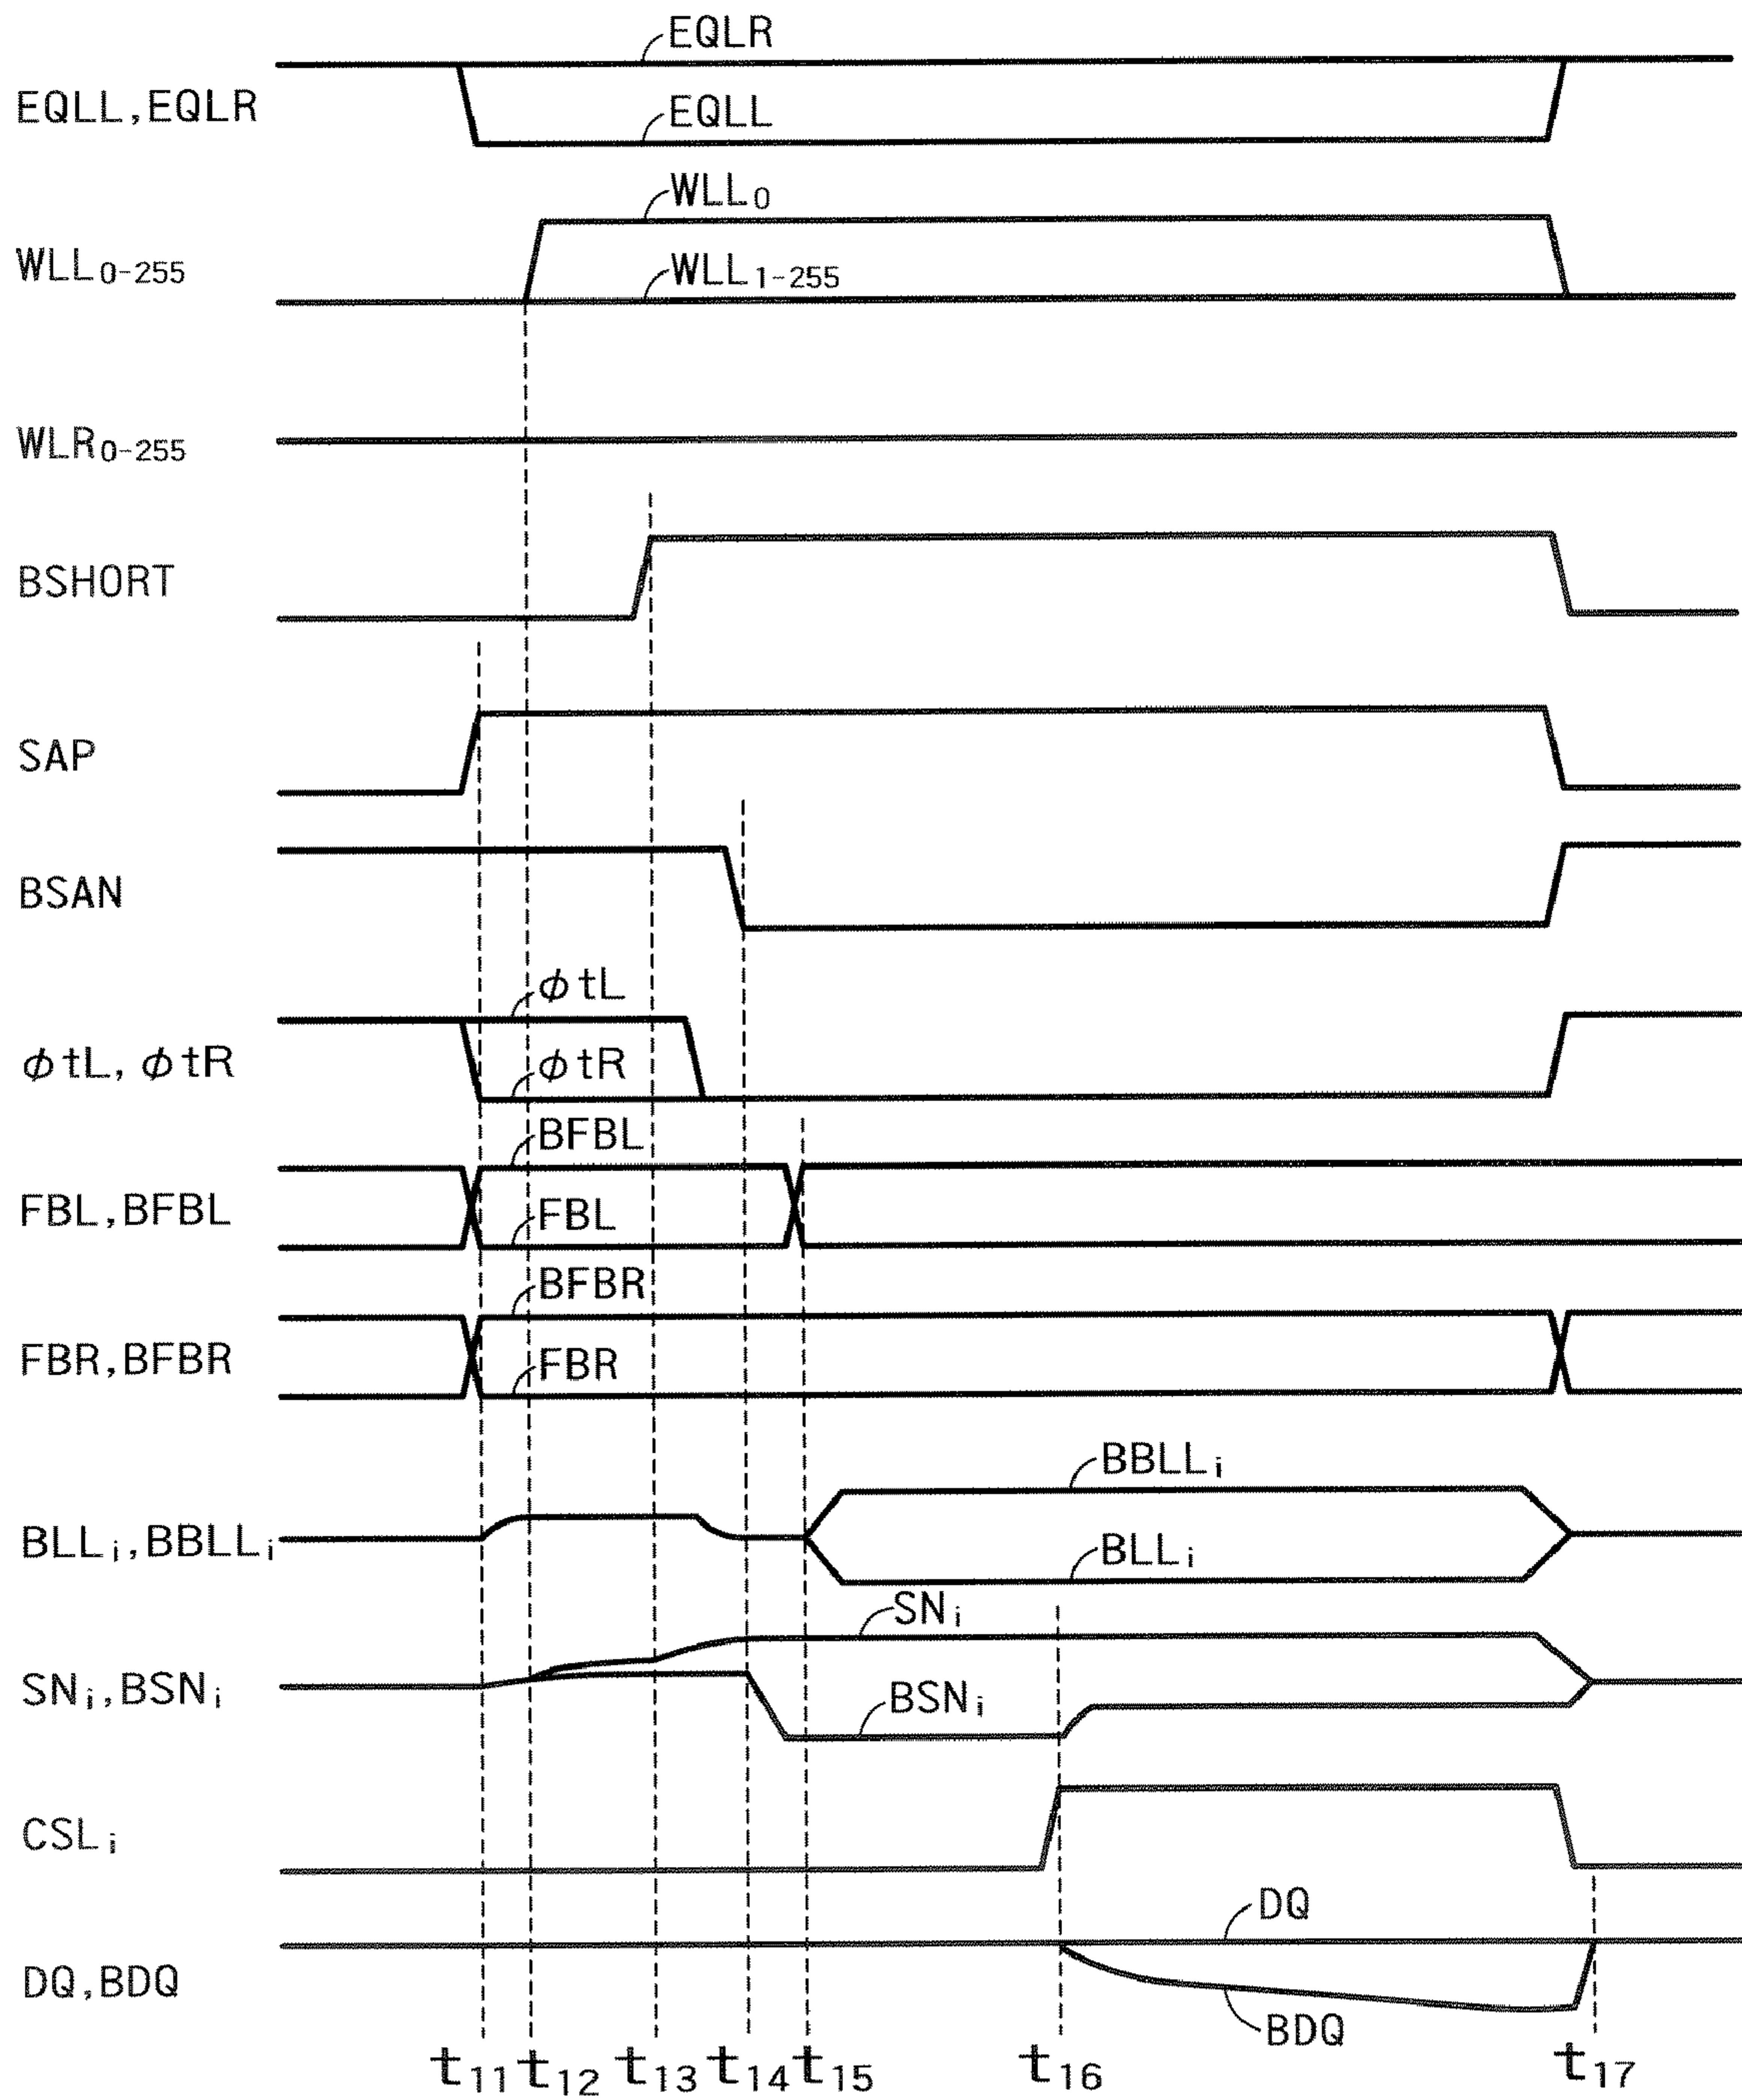 EQLR
EQLL,EQLR
EQLL
WLL₀
WLL₀₋₂₅₅
WLL₁₋₂₅₅
WLR₀₋₂₅₅
BSHORT
SAP
BSAN
φtL
φtL, φtR
φtR
BFBL
FBL,BFBL
FBL
BFBR
FBR,BFBR
FBR
BBLLᵢ
BLLᵢ,BBLLᵢ
BLLᵢ
SNᵢ
SNᵢ,BSNᵢ
BSNᵢ
CSLᵢ
DQ
DQ,BDQ
BDQ
t₁₁ t₁₂ t₁₃ t₁₄ t₁₅ t₁₆ t₁₇